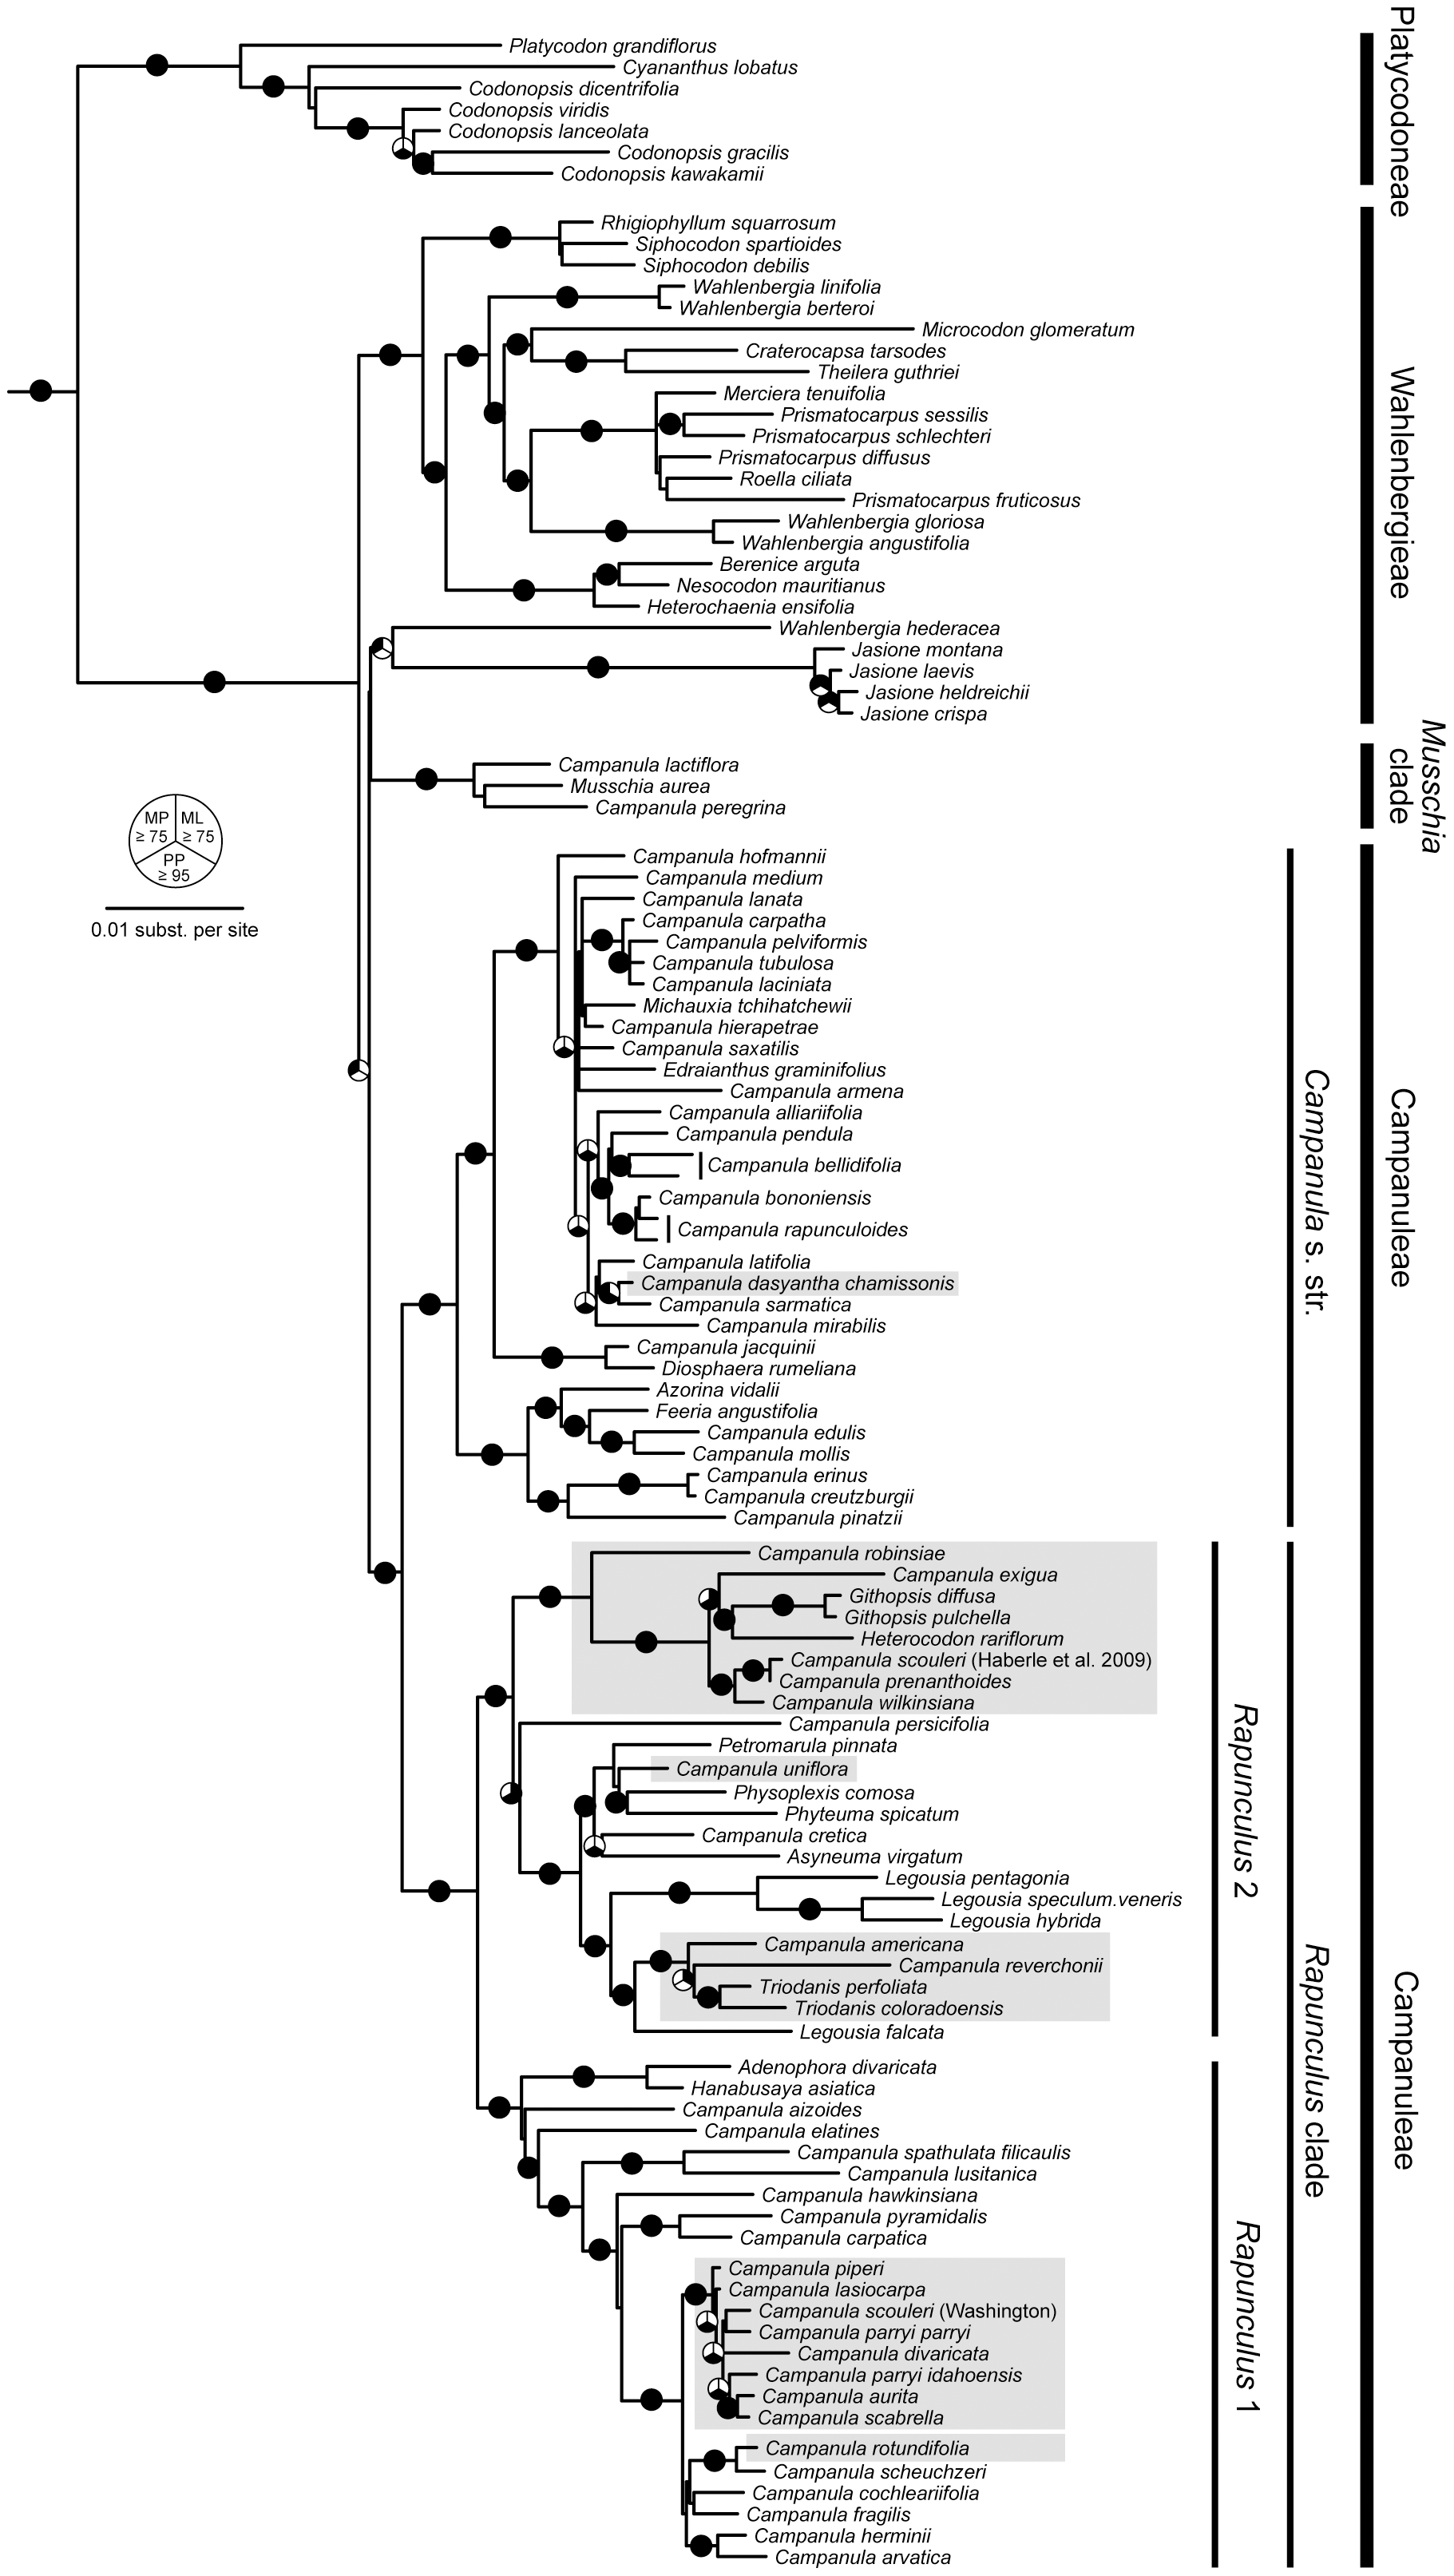 Platycodon grandiflorus
Cyananthus lobatus
Codonopsis dicentrifolia
Codonopsis viridis
Codonopsis lanceolata
Codonopsis gracilis
Codonopsis kawakamii
Platycodoneae
Rhigiophyllum squarrosum
Siphocodon spartioides
Siphocodon debilis
Wahlenbergia linifolia
Wahlenbergia berteroi
Microcodon glomeratum
Craterocapsa tarsodes
Theilera guthriei
Merciera tenuifolia
Prismatocarpus sessilis
Prismatocarpus schlechteri
Prismatocarpus diffusus
Roella ciliata
Prismatocarpus fruticosus
Wahlenbergia gloriosa
Wahlenbergia angustifolia
Berenice arguta
Nesocodon mauritianus
Heterochaenia ensifolia
Wahlenbergia hederacea
Jasione montana
Jasione laevis
Jasione heldreichii
Jasione crispa
Wahlenbergieae
Campanula lactiflora
Musschia aurea
Campanula peregrina
Musschia
clade
MP
≥ 75
ML
≥ 75
PP
≥ 95
0.01 subst. per site
Campanula hofmannii
Campanula medium
Campanula lanata
Campanula carpatha
Campanula pelviformis
Campanula tubulosa
Campanula laciniata
Michauxia tchihatchewii
Campanula hierapetrae
Campanula saxatilis
Edraianthus graminifolius
Campanula armena
Campanula alliariifolia
Campanula pendula
Campanula bellidifolia
Campanula bononiensis
Campanula rapunculoides
Campanula latifolia
Campanula dasyantha chamissonis
Campanula sarmatica
Campanula mirabilis
Campanula jacquinii
Diosphaera rumeliana
Azorina vidalii
Feeria angustifolia
Campanula edulis
Campanula mollis
Campanula erinus
Campanula creutzburgii
Campanula pinatzii
Campanula s. str.
Campanuleae
Campanula robinsiae
Campanula exigua
Githopsis diffusa
Githopsis pulchella
Heterocodon rariflorum
Campanula scouleri (Haberle et al. 2009)
Campanula prenanthoides
Campanula wilkinsiana
Campanula persicifolia
Petromarula pinnata
Campanula uniflora
Physoplexis comosa
Phyteuma spicatum
Campanula cretica
Asyneuma virgatum
Legousia pentagonia
Legousia speculum.veneris
Legousia hybrida
Campanula americana
Campanula reverchonii
Triodanis perfoliata
Triodanis coloradoensis
Legousia falcata
Rapunculus 2
Adenophora divaricata
Hanabusaya asiatica
Campanula aizoides
Campanula elatines
Campanula spathulata filicaulis
Campanula lusitanica
Campanula hawkinsiana
Campanula pyramidalis
Campanula carpatica
Campanula piperi
Campanula lasiocarpa
Campanula scouleri (Washington)
Campanula parryi parryi
Campanula divaricata
Campanula parryi idahoensis
Campanula aurita
Campanula scabrella
Campanula rotundifolia
Campanula scheuchzeri
Campanula cochleariifolia
Campanula fragilis
Campanula herminii
Campanula arvatica
Rapunculus 1
Rapunculus clade
Campanuleae